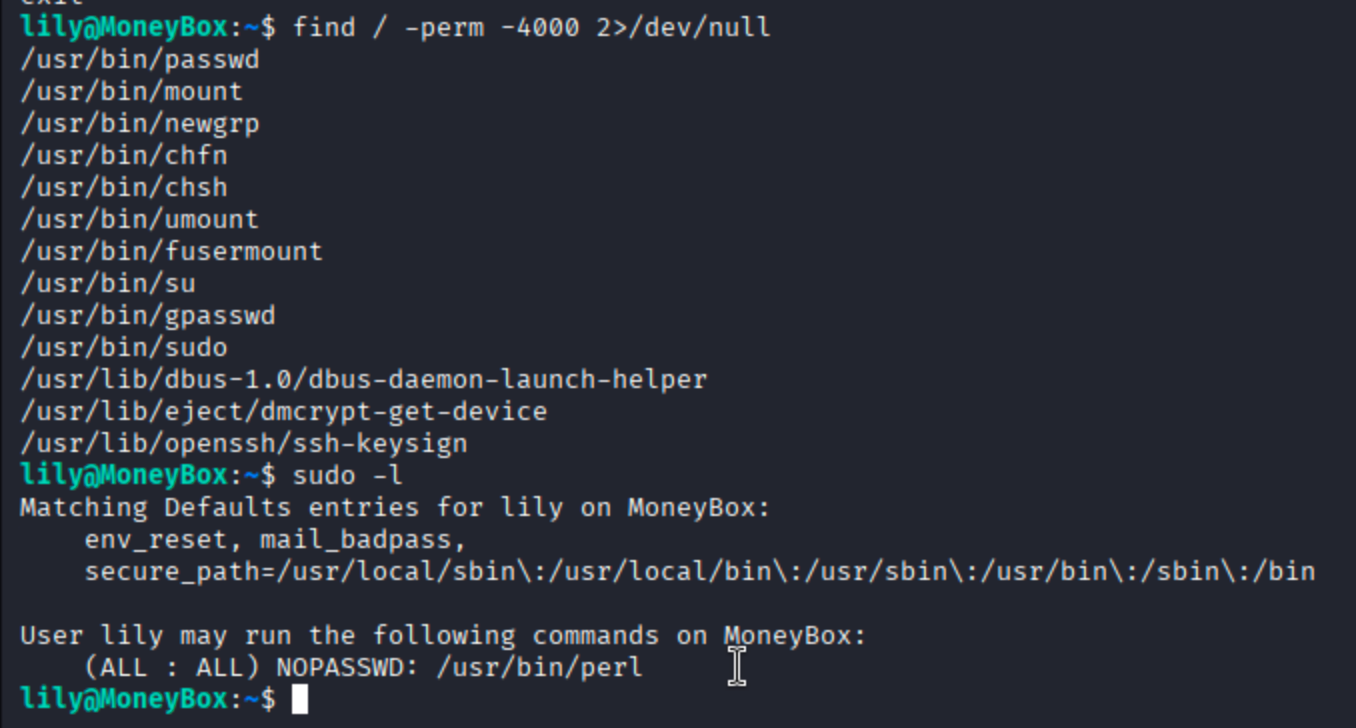 exit
lily@MoneyBox:~$ find / -perm -4000 2>/dev/null
/usr/bin/passwd
/usr/bin/mount
/usr/bin/newgrp
/usr/bin/chfn
/usr/bin/chsh
/usr/bin/umount
/usr/bin/fusermount
/usr/bin/su
/usr/bin/gpasswd
/usr/bin/sudo
/usr/lib/dbus-1.0/dbus-daemon-launch-helper
/usr/lib/eject/dmcrypt-get-device
/usr/lib/openssh/ssh-keysign
lily@MoneyBox:~$ sudo -l
Matching Defaults entries for lily on MoneyBox:
    env_reset, mail_badpass,
    secure_path=/usr/local/sbin\:/usr/local/bin\:/usr/sbin\:/usr/bin\:/sbin\:/bin

User lily may run the following commands on MoneyBox:
    (ALL : ALL) NOPASSWD: /usr/bin/perl
lily@MoneyBox:~$